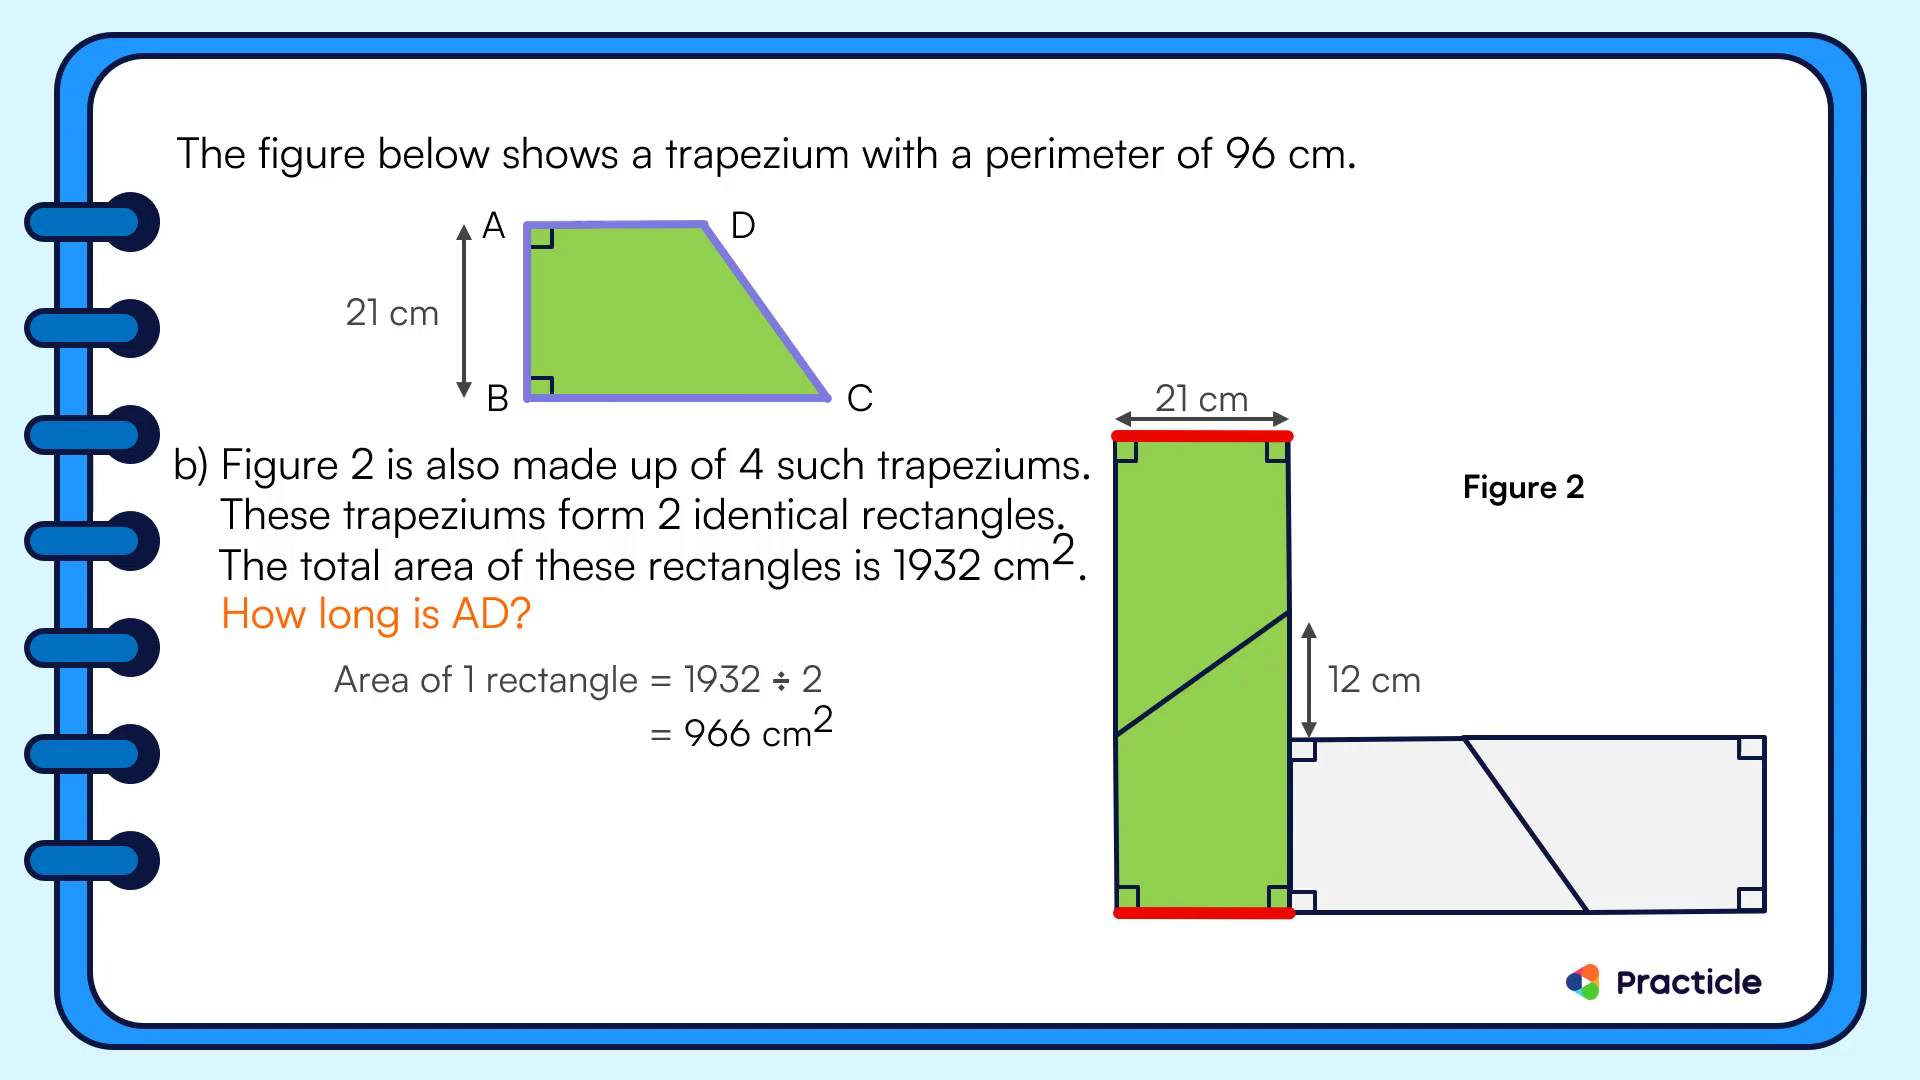 The figure below shows a trapezium with a perimeter of 96 cm.
A
D
21 cm
B
C
21 cm
b) Figure 2 is also made up of 4 such trapeziums.
These trapeziums form 2 identical rectangles.
The total area of these rectangles is 1932 cm².
How long is AD?
Figure 2
Area of 1 rectangle = 1932 ÷ 2
= 966 cm²
12 cm
Practicle